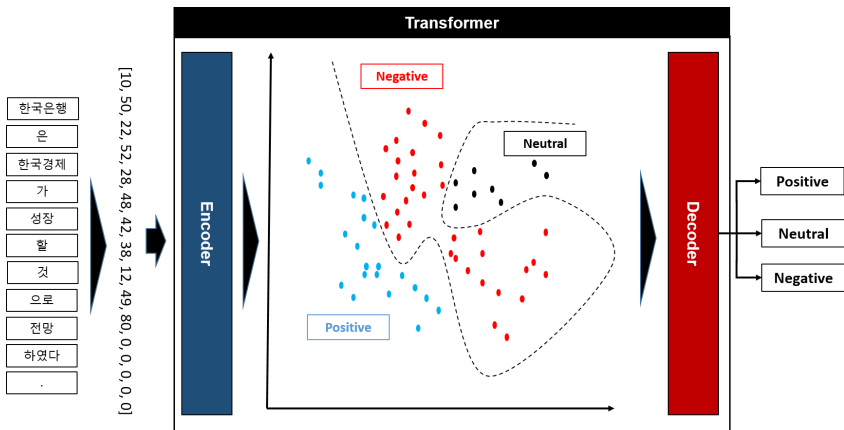 Transformer
한국은행
은
한국경제
가
성장
할
것
으로
전망
하였다
.
[10, 50, 22, 52, 28, 48, 42, 38, 12, 49, 80, 0, 0, 0, 0, 0]
Encoder
Negative
Neutral
Positive
Decoder
Positive
Neutral
Negative